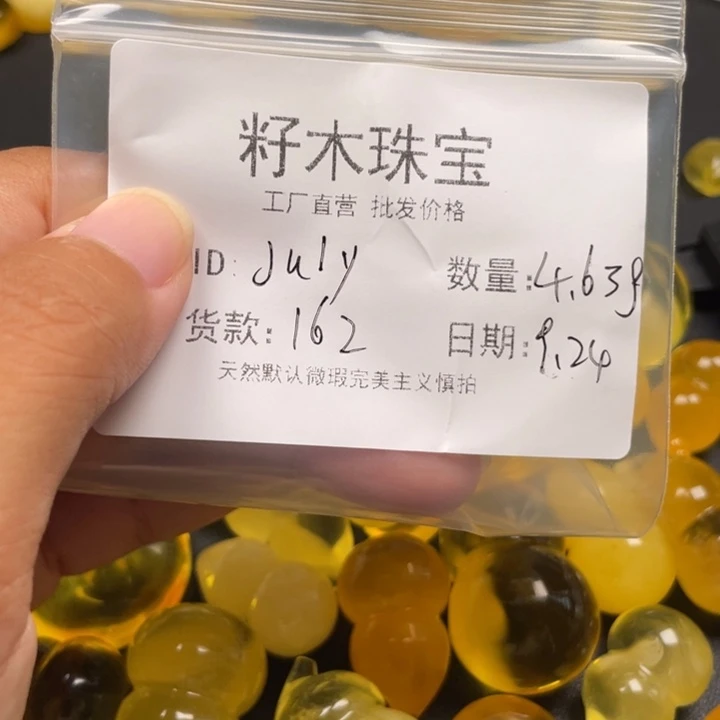 籽木珠宝
工厂直营 批发价格
ID: July 数量:4.63g
货款: 162 日期:9.24
天然默认微瑕完美主义慎拍